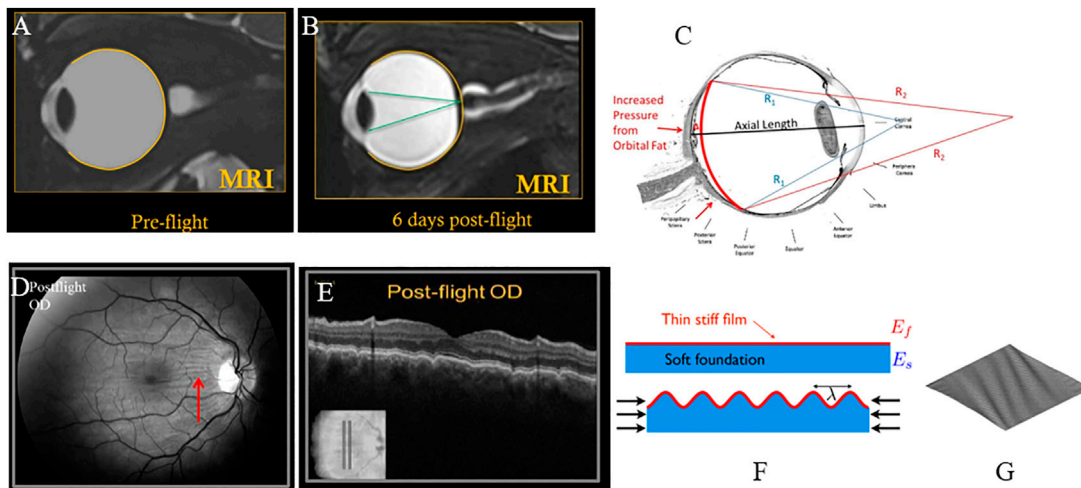 A
MRI
Pre-flight
B
MRI
6 days post-flight
C
Increased
Pressure
from
Orbital Fat
Δ
Axial Length
R1
R2
R1
R2
Central
Cornea
Periphera
Cornea
Limbus
Anterior
Equator
Equator
Posterior
Equator
Posterior
Sclera
Peripapillary
Sclera
D
Postflight
OD
E
Post-flight OD
Thin stiff film
Ef
Soft foundation
Es
λ
F
G